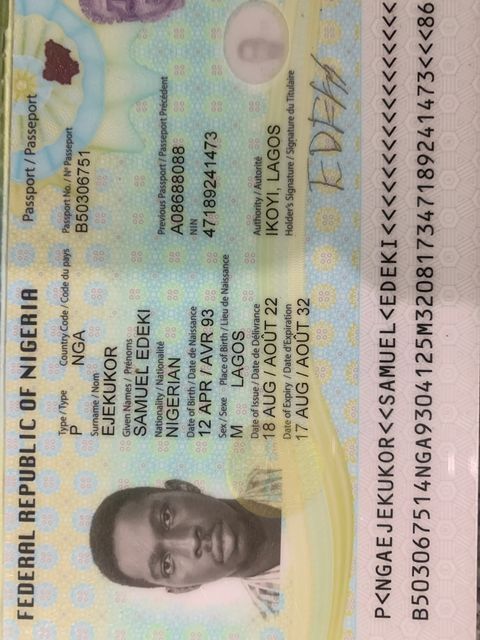 FEDERAL REPUBLIC OF NIGERIA
Passport / Passeport
Type / Type Country Code / Code du pays Passport No. / Nº Passeport
P NGA B50306751
Surname / Nom
EJEKUKOR
Given Names / Prénoms
SAMUEL EDEKI
Nationality / Nationalité Previous Passport / Passeport Précédent
NIGERIAN A08688088
Date of Birth / Date de Naissance NIN
12 APR / AVR 93 47189241473
Sex / Sexe Place of Birth / Lieu de Naissance
M LAGOS
Date of Issue / Date de Délivrance Authority / Autorité
18 AUG / AOÛT 22 IKOYI, LAGOS
Date of Expiry / Date d'Expiration Holder's Signature / Signature du Titulaire
17 AUG / AOÛT 32
P<NGAEJEKUKOR<<SAMUEL<EDEKI<<<<<<<<<<<<<<<<<
B503067514NGA9304125M32081734718924​1473<<<86